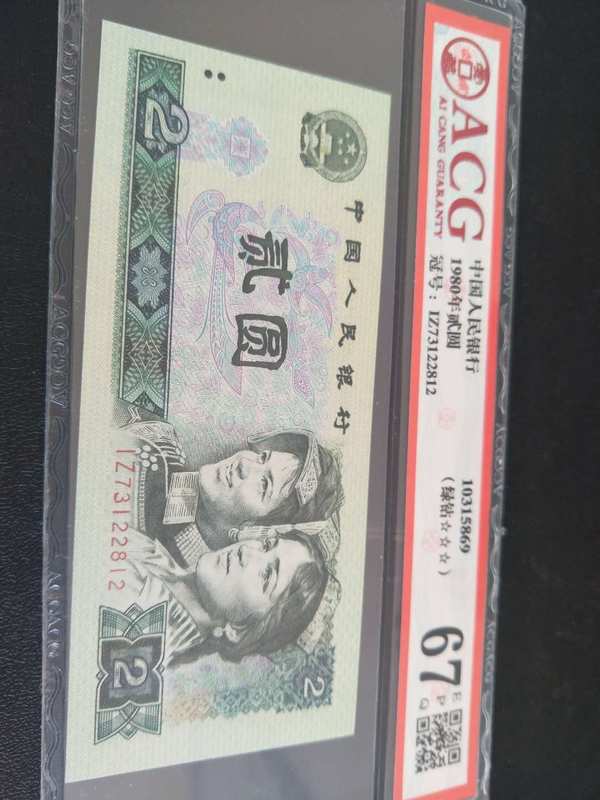 ACG
AI CANG GUARANTY
中国人民银行
1980年贰圆
冠号：IZ73122812
10315869
（绿钻☆☆☆）
67
EPQ
中国人民银行
贰圆
2
IZ73122812
2
2